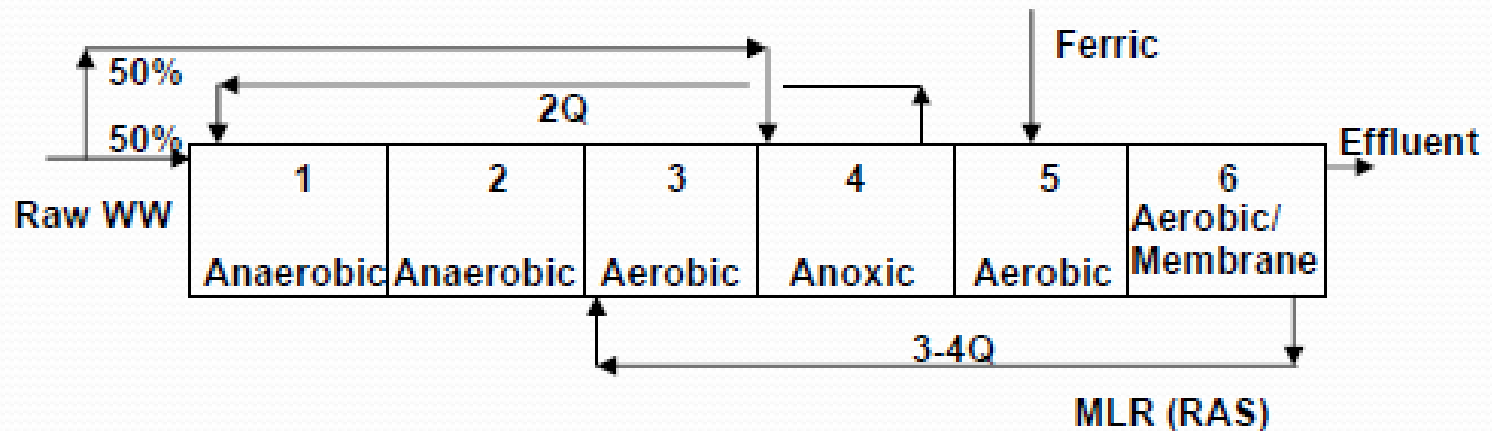 Ferric
50%
2Q
50%
Effluent
Raw WW
1
2
3
4
5
6
Anaerobic
Anaerobic
Aerobic
Anoxic
Aerobic
Aerobic/
Membrane
3-4Q
MLR (RAS)